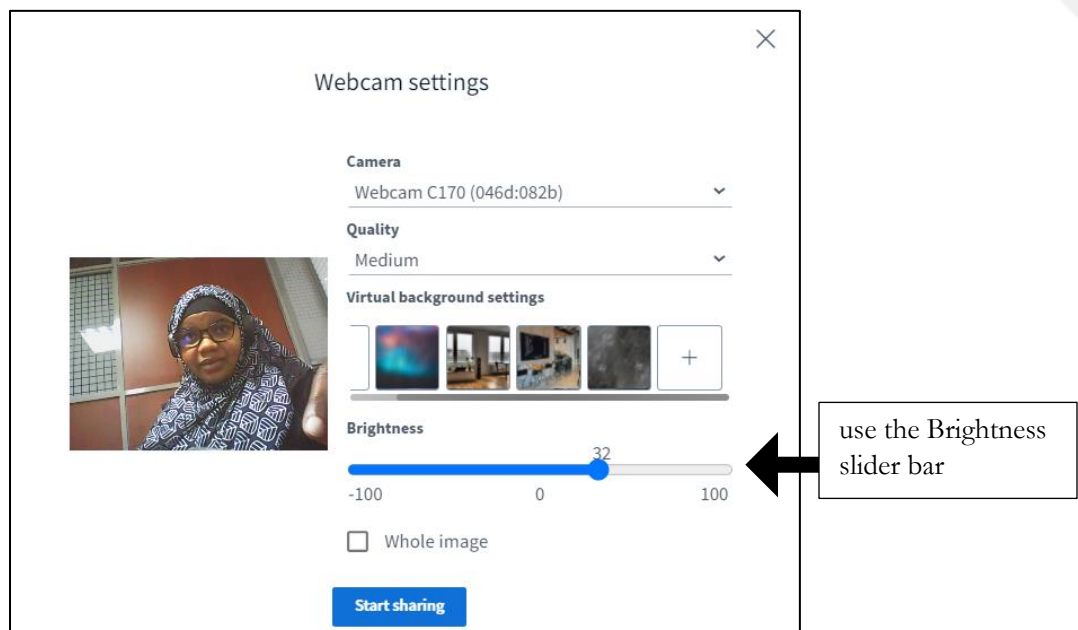 Webcam settings
Camera
Webcam C170 (046d:082b)
Quality
Medium
Virtual background settings
+
Brightness
32
-100 0 100
Whole image
Start sharing
use the Brightness
slider bar